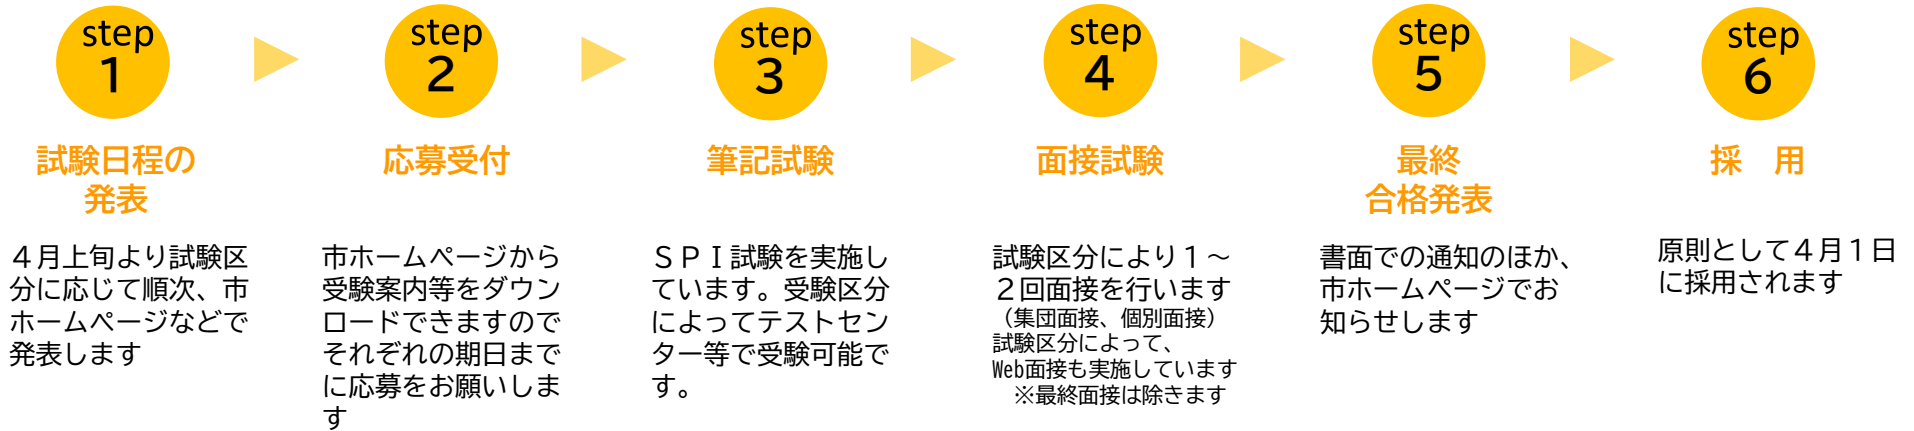 step
1
試験日程の
発表
４月上旬より試験区
分に応じて順次、市
ホームページなどで
発表します
step
2
応募受付
市ホームページから
受験案内等をダウン
ロードできますので
それぞれの期日まで
に応募をお願いしま
す
step
3
筆記試験
ＳＰＩ試験を実施し
ています。受験区分
によってテストセン
ター等で受験可能で
す。
step
4
面接試験
試験区分により１～
２回面接を行います
（集団面接、個別面接）
試験区分によって、
Web面接も実施しています
※最終面接は除きます
step
5
最終
合格発表
書面での通知のほか、
市ホームページでお
知らせします
step
6
採　用
原則として４月１日
に採用されます